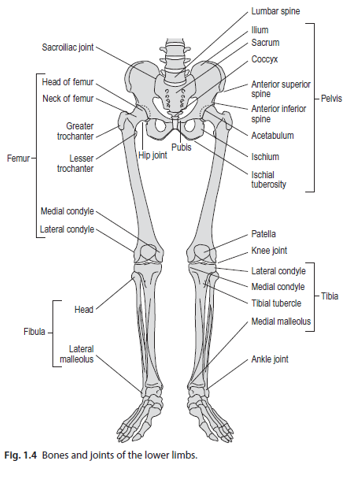 Lumbar spine
Ilium
Sacrum
Coccyx
Sacroiliac joint
Head of femur
Neck of femur
Anterior superior
spine
Pelvis
Anterior inferior
spine
Greater
trochanter
Acetabulum
Pubis
Hip joint
Femur
Lesser
trochanter
Ischium
Ischial
tuberosity
Medial condyle
Lateral condyle
Patella
Knee joint
Lateral condyle
Medial condyle
Tibia
Tibial tubercle
Head
Medial malleolus
Fibula
Lateral
malleolus
Ankle joint
Fig. 1.4 Bones and joints of the lower limbs.